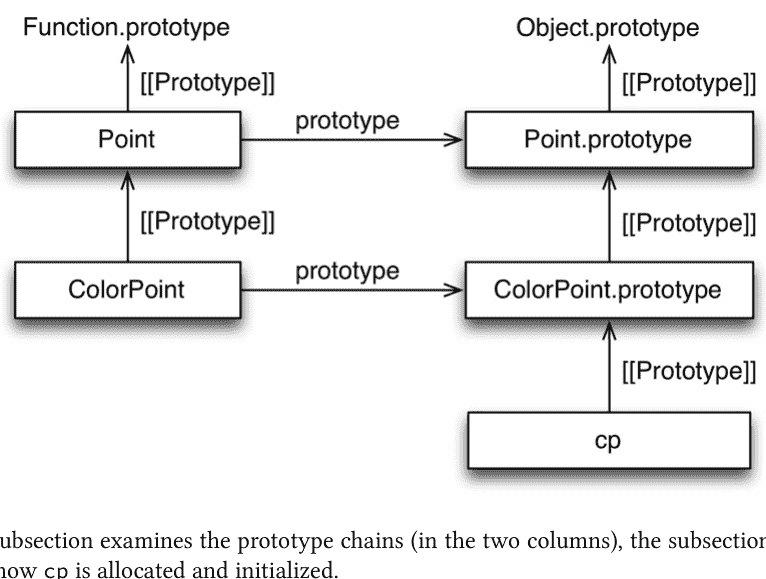 Function.prototype
Object.prototype
[[Prototype]]
[[Prototype]]
Point
prototype
Point.prototype
[[Prototype]]
[[Prototype]]
ColorPoint
prototype
ColorPoint.prototype
[[Prototype]]
cp
ubsection examines the prototype chains (in the two columns), the subsection
now cp is allocated and initialized.